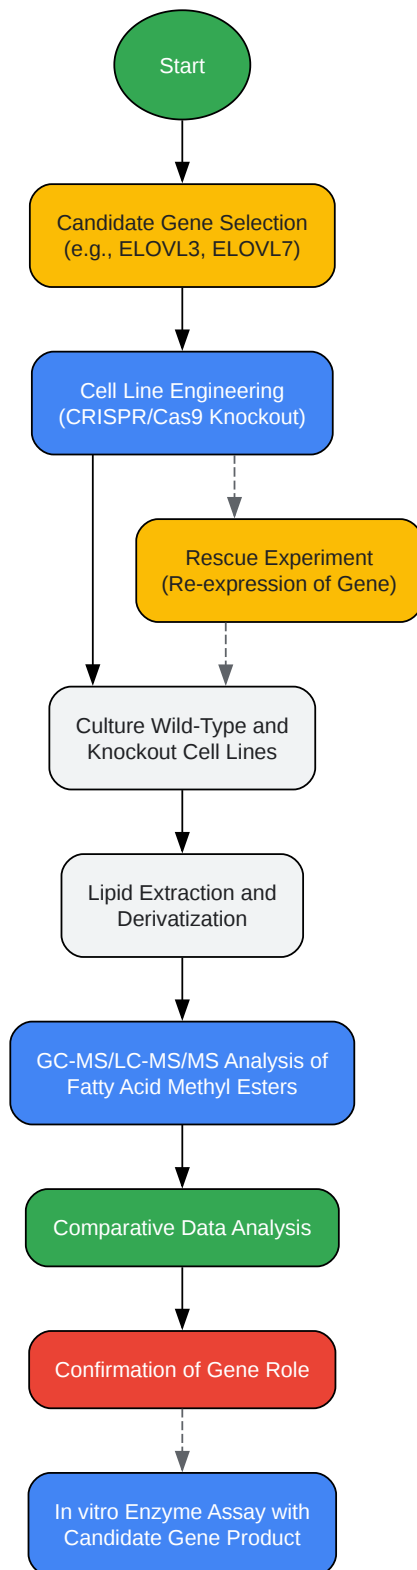 Start
Candidate Gene Selection
(e.g., ELOVL3, ELOVL7)
Cell Line Engineering
(CRISPR/Cas9 Knockout)
Rescue Experiment
(Re-expression of Gene)
Culture Wild-Type and
Knockout Cell Lines
Lipid Extraction and
Derivatization
GC-MS/LC-MS/MS Analysis of
Fatty Acid Methyl Esters
Comparative Data Analysis
Confirmation of Gene Role
In vitro Enzyme Assay with
Candidate Gene Product